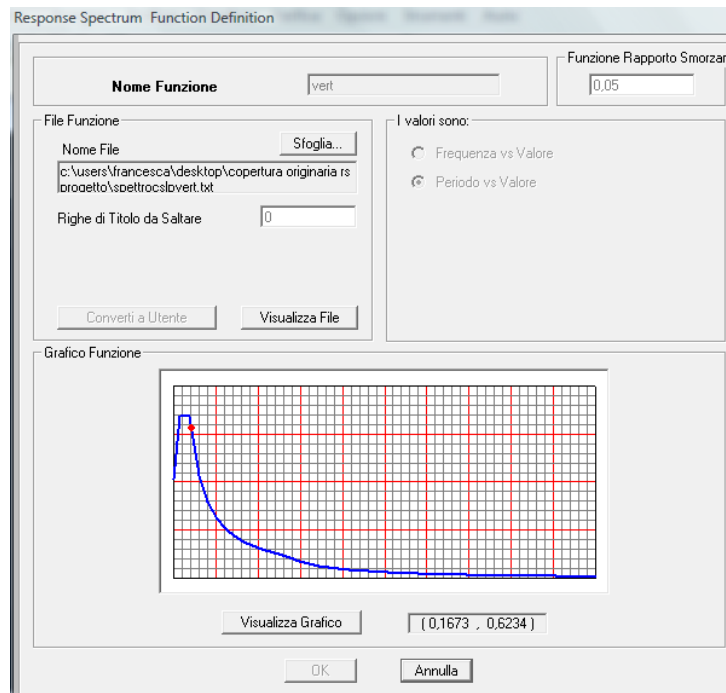 Response Spectrum Function Definition
Nome Funzione
vert
Funzione Rapporto Smorzar
0,05
File Funzione
Nome File
Sfoglia...
c:\users\francesca\desktop\copertura originaria rs
progetto\spettrocslpvert.txt
Righe di Titolo da Saltare
0
Converti a Utente
Visualizza File
I valori sono:
Frequenza vs Valore
Periodo vs Valore
Grafico Funzione
Visualizza Grafico
( 0,1673 , 0,6234 )
OK
Annulla